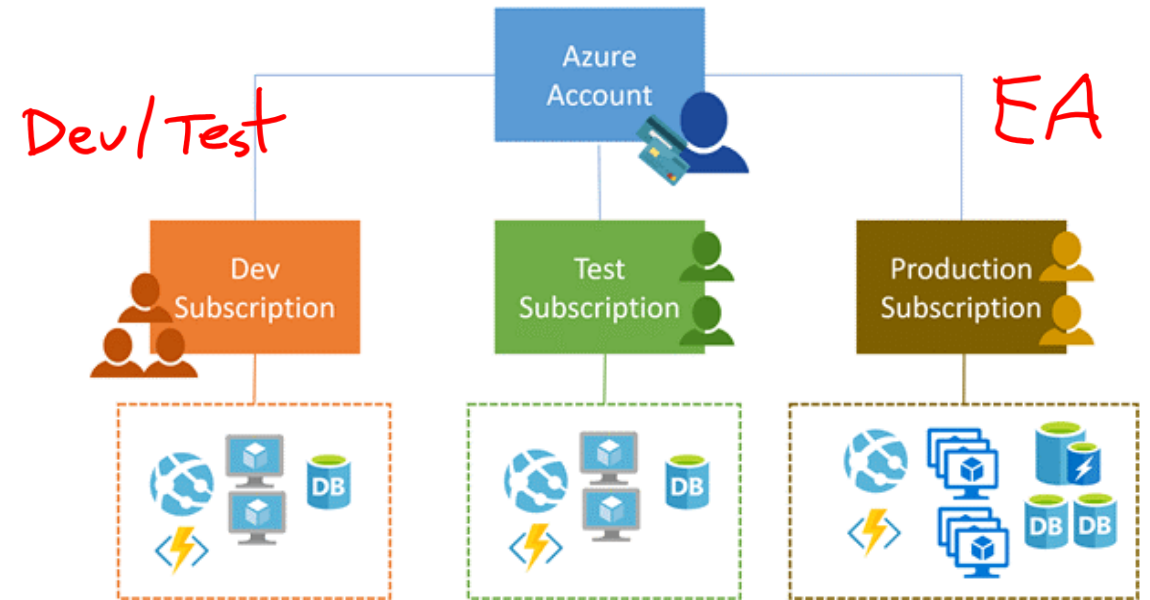 Azure
Account
Dev/Test
EA
Dev
Subscription
Test
Subscription
Production
Subscription
DB
DB
DB
DB